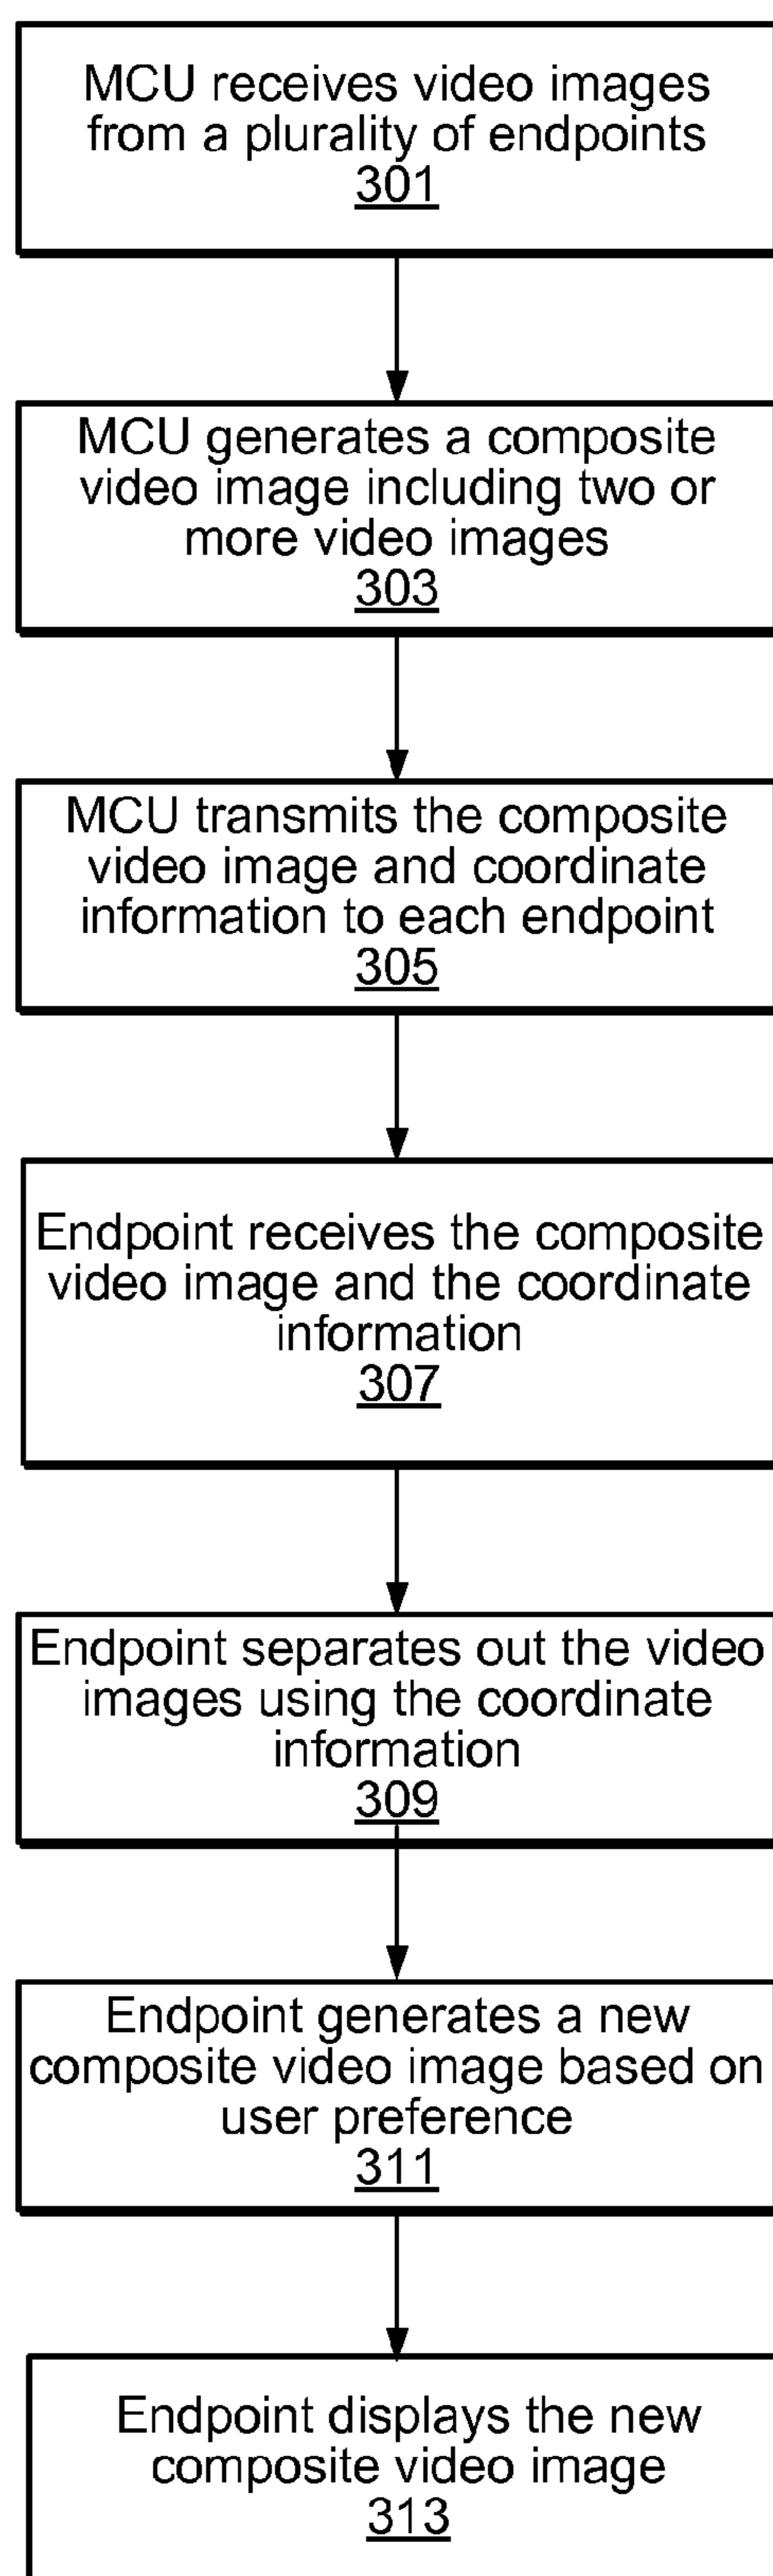 MCU receives video images
from a plurality of endpoints
301
MCU generates a composite
video image including two or
more video images
303
MCU transmits the composite
video image and coordinate
information to each endpoint
305
Endpoint receives the composite
video image and the coordinate
information
307
Endpoint separates out the video
images using the coordinate
information
309
Endpoint generates a new
composite video image based on
user preference
311
Endpoint displays the new
composite video image
313